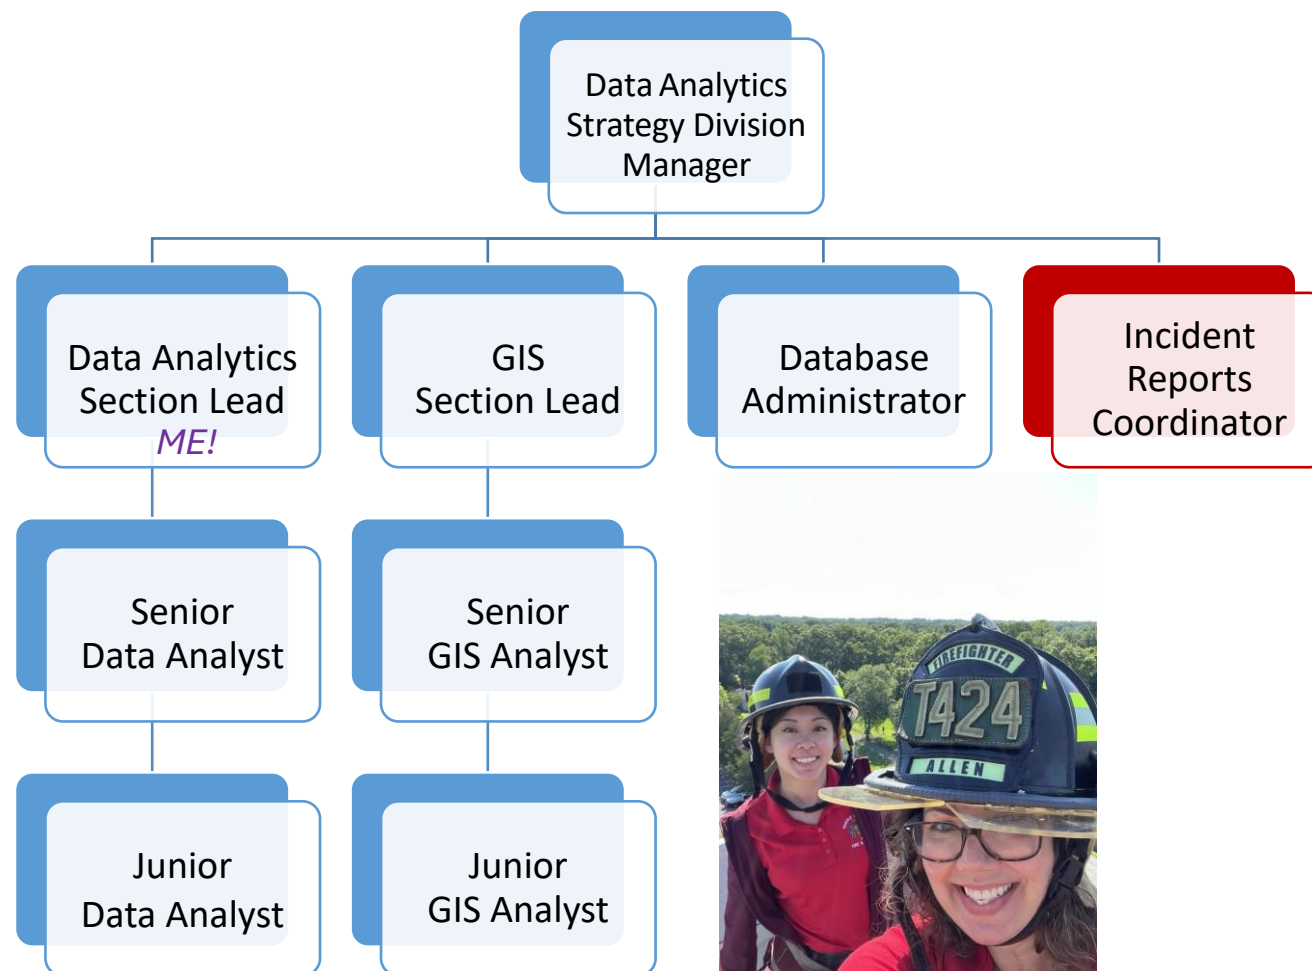 Data Analytics
Strategy Division
Manager
Data Analytics
Section Lead
ME!
GIS
Section Lead
Database
Administrator
Incident
Reports
Coordinator
Senior
Data Analyst
Senior
GIS Analyst
Junior
Data Analyst
Junior
GIS Analyst
FIREFIGHTER
T424
ALLEN